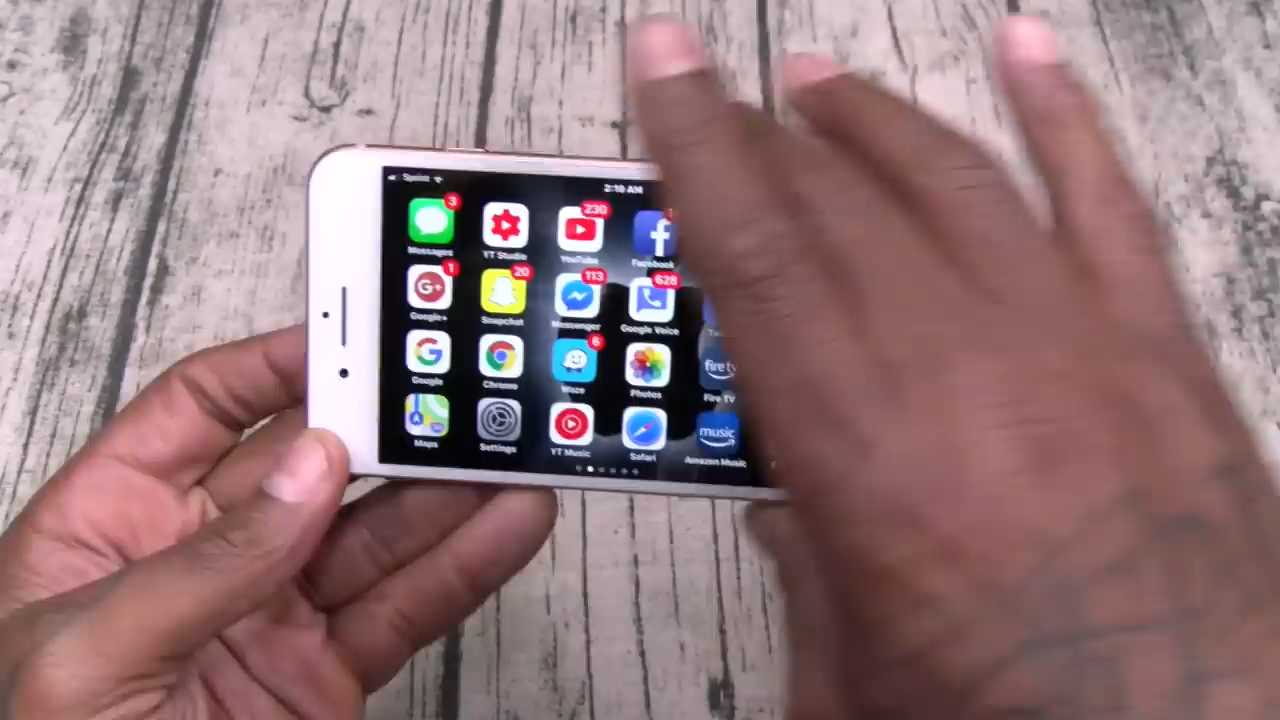 Sprint 2:18 AM
3 230
Messages YT Studio YouTube Facebook
1 20 113 628
Google+ Snapchat Messenger Google Voice
6 fire tv
Google Chrome Waze Photos Fire TV
music
Maps Settings YT Music Safari Amazon Music